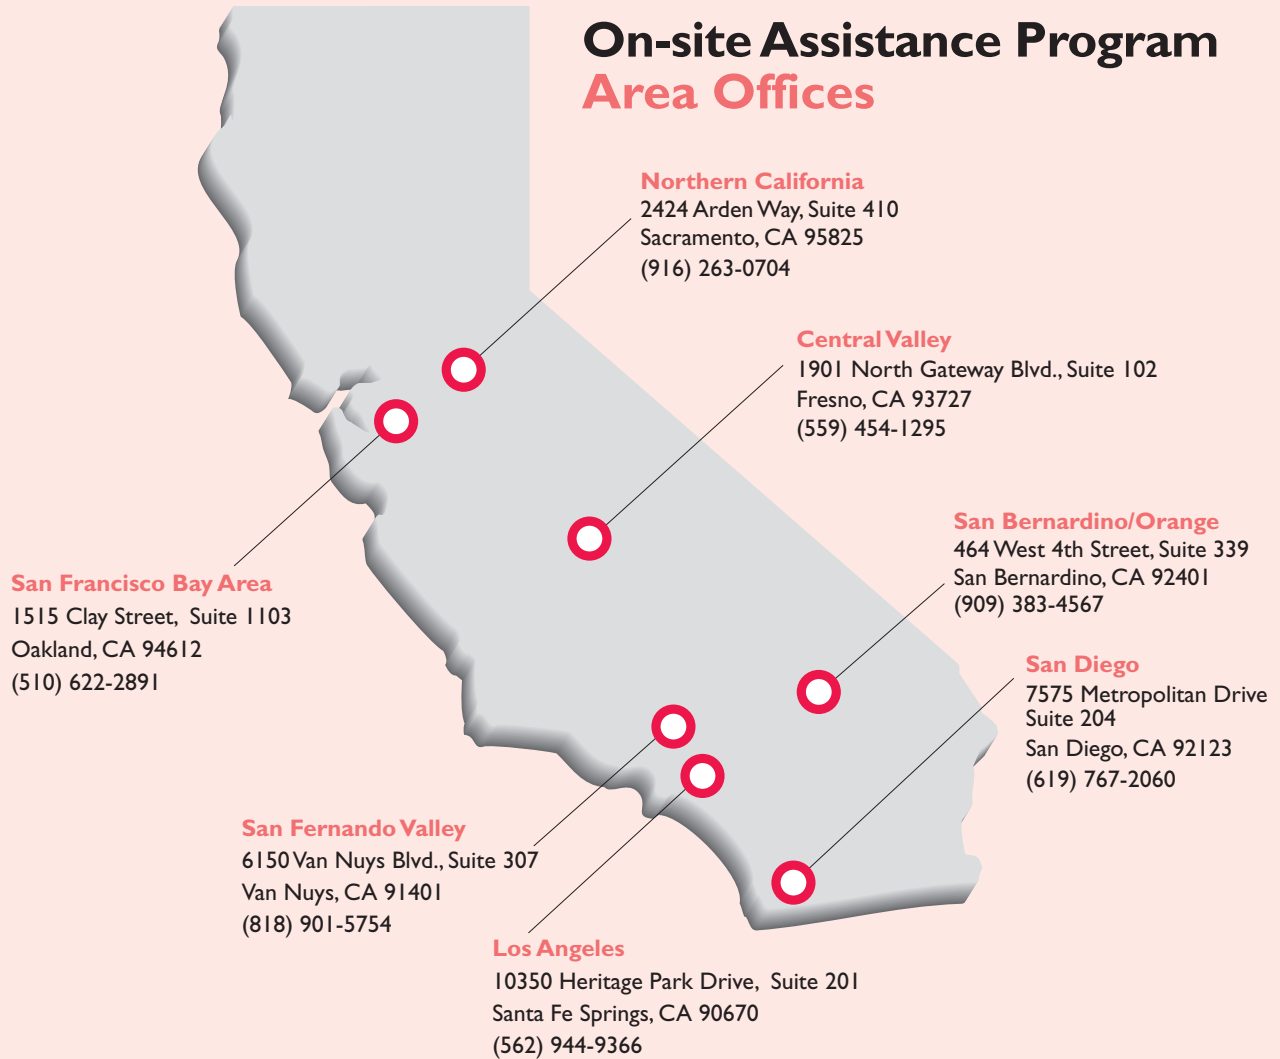 On-site Assistance Program
Area Offices
Northern California
2424 Arden Way, Suite 410
Sacramento, CA 95825
(916) 263-0704
Central Valley
1901 North Gateway Blvd., Suite 102
Fresno, CA 93727
(559) 454-1295
San Bernardino/Orange
464 West 4th Street, Suite 339
San Bernardino, CA 92401
(909) 383-4567
San Francisco Bay Area
1515 Clay Street, Suite 1103
Oakland, CA 94612
(510) 622-2891
San Diego
7575 Metropolitan Drive
Suite 204
San Diego, CA 92123
(619) 767-2060
San Fernando Valley
6150 Van Nuys Blvd., Suite 307
Van Nuys, CA 91401
(818) 901-5754
Los Angeles
10350 Heritage Park Drive, Suite 201
Santa Fe Springs, CA 90670
(562) 944-9366